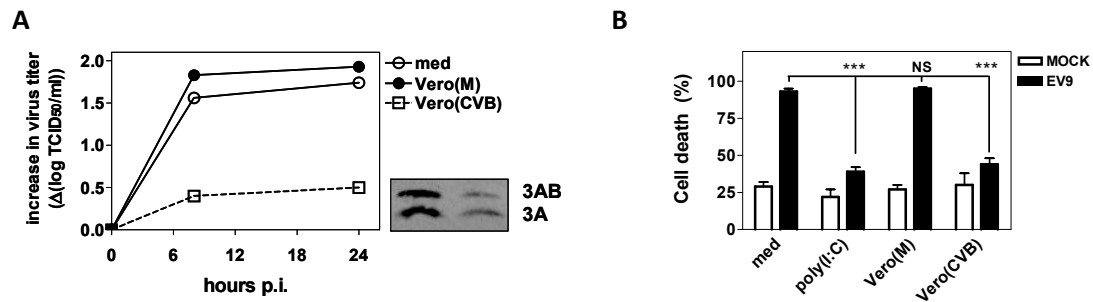 A
increase in virus titer
(Δ(log TCID50/ml))
2.0
1.5
1.0
0.5
0.0
0
6
12
18
24
hours p.i.
med
Vero(M)
Vero(CVB)
3AB
3A
B
Cell death (%)
100
75
50
25
0
***
NS
***
MOCK
EV9
med
poly(I:C)
Vero(M)
Vero(CVB)